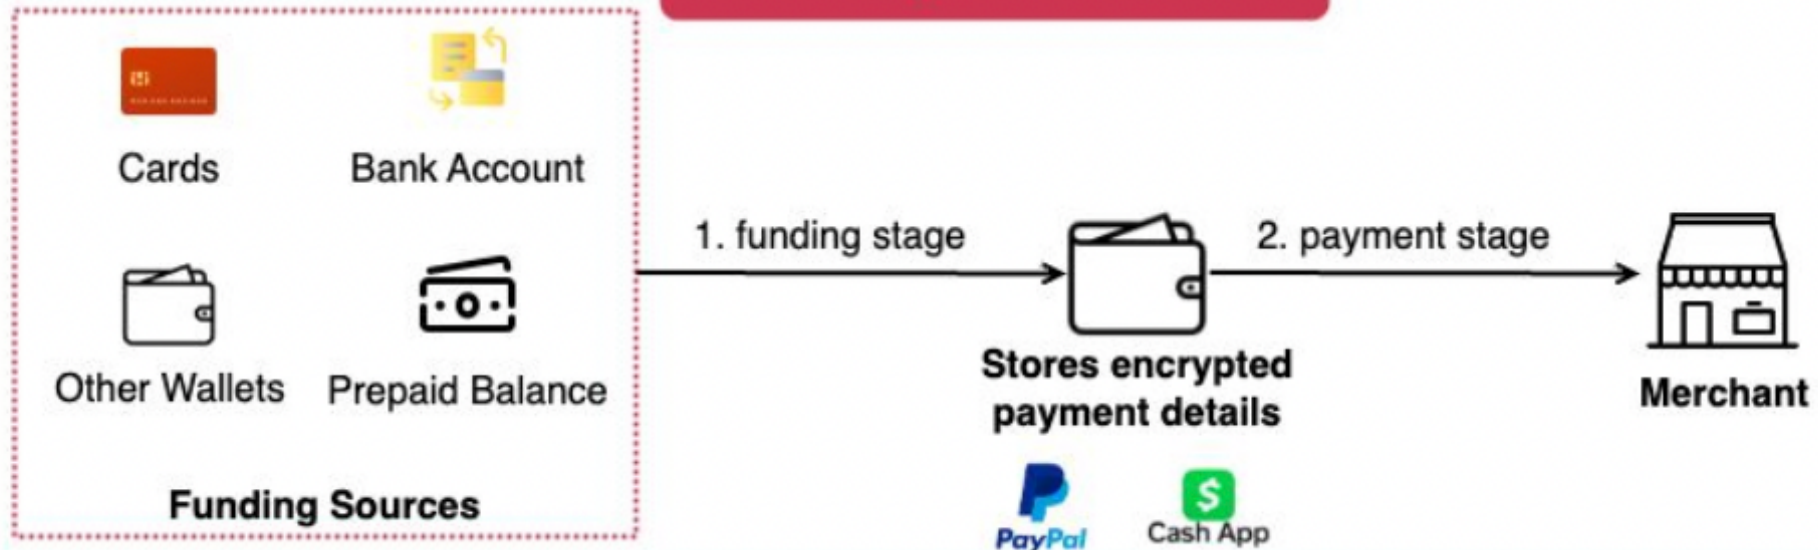 Cards
Bank Account
Other Wallets
Prepaid Balance
Funding Sources
1. funding stage
Stores encrypted
payment details
PayPal
Cash App
2. payment stage
Merchant